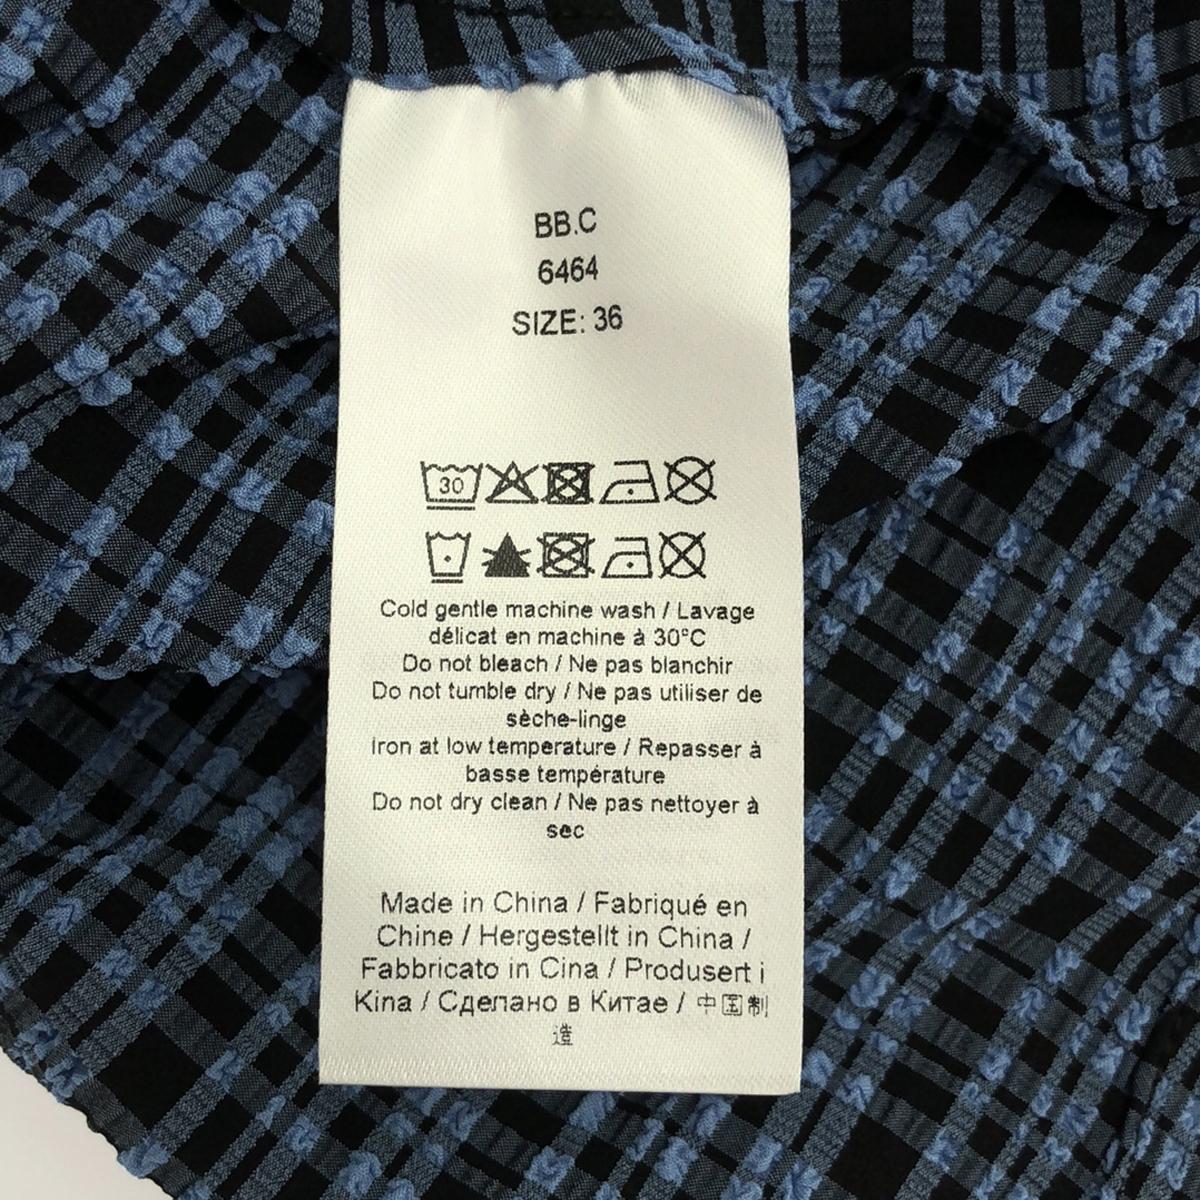 BB.C
6464
SIZE: 36
30
Cold gentle machine wash / Lavage
délicat en machine à 30°C
Do not bleach / Ne pas blanchir
Do not tumble dry / Ne pas utiliser de
sèche-linge
iron at low temperature / Repasser à
basse température
Do not dry clean / Ne pas nettoyer à
sec
Made in China / Fabriqué en
Chine / Hergestellt in China /
Fabbricato in Cina / Produsert i
Kina / Сделано в Китае / 中国制
造